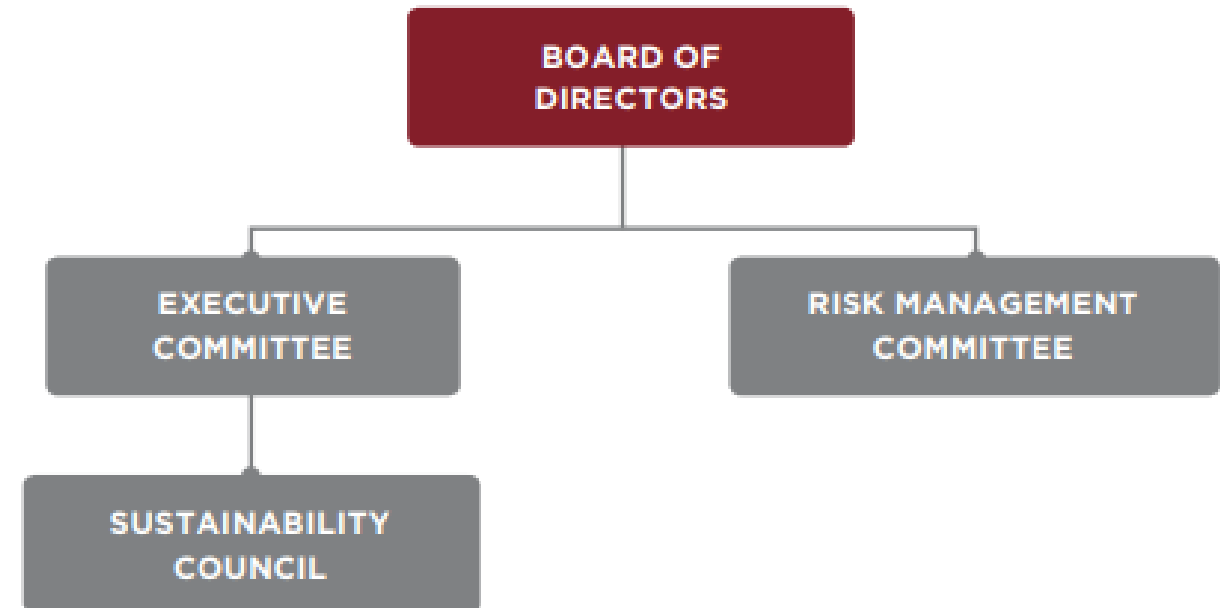 BOARD OF
DIRECTORS
EXECUTIVE
COMMITTEE
RISK MANAGEMENT
COMMITTEE
SUSTAINABILITY
COUNCIL